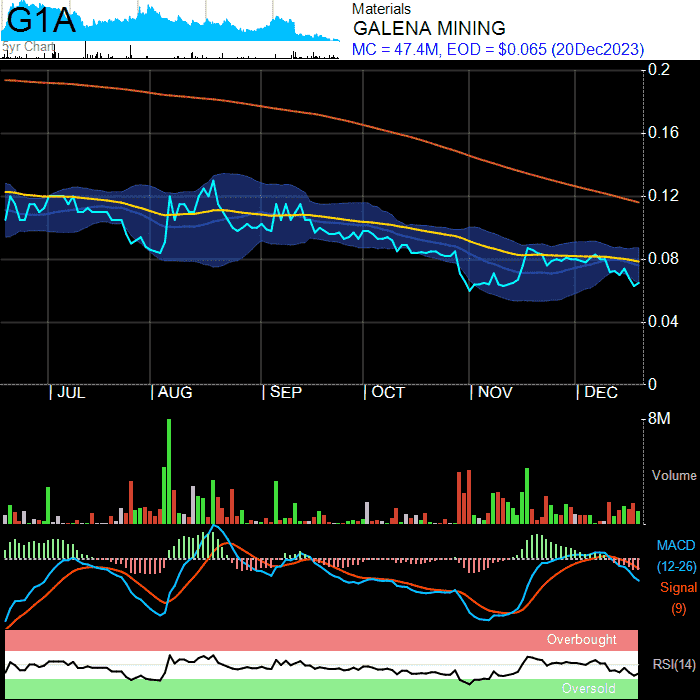 G1A
5yr Chart
Materials
GALENA MINING
MC = 47.4M, EOD = $0.065 (20Dec2023)
0.2
0.16
0.12
0.08
0.04
0
JUL AUG SEP OCT NOV DEC
8M
Volume
MACD
(12-26)
Signal
(9)
Overbought
RSI(14)
Oversold